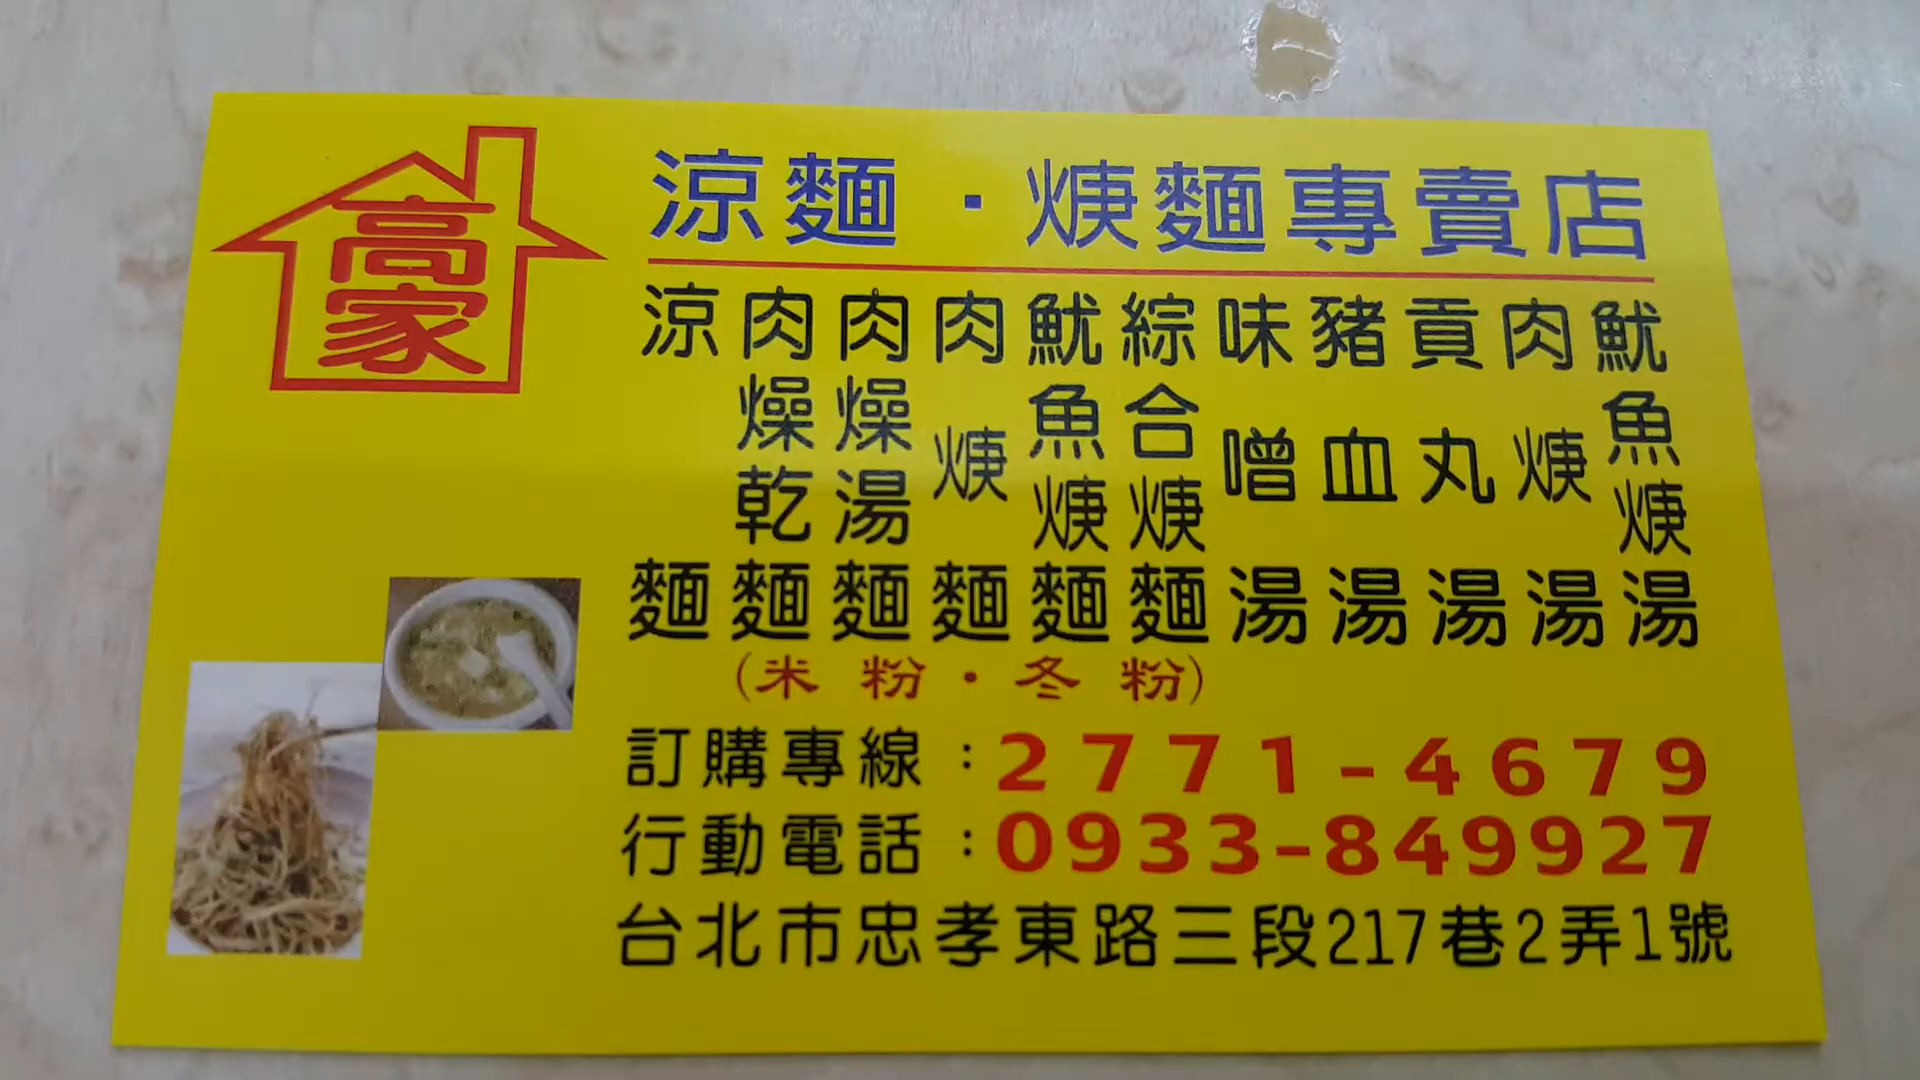 高家
涼麵·焿麵專賣店
涼麵
肉燥乾麵
肉燥湯麵
肉焿麵
魷魚焿麵
綜合焿麵
味噌湯
豬血湯
貢丸湯
肉焿湯
魷魚焿湯
(米粉·冬粉)
訂購專線:2771-4679
行動電話:0933-849927
台北市忠孝東路三段217巷2弄1號